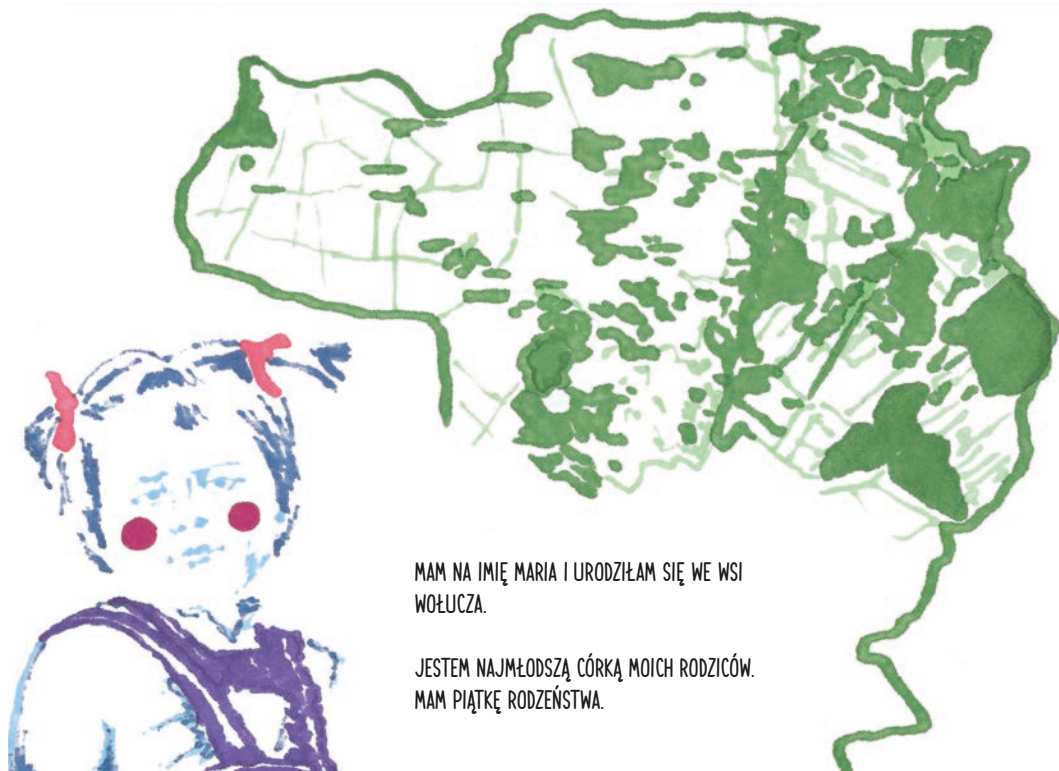 MAM NA IMIĘ MARIA I URODZIŁAM SIĘ WE WSI
WOŁUCZA.
JESTEM NAJMŁODSZĄ CÓRKĄ MOICH RODZICÓW.
MAM PIĄTKĘ RODZEŃSTWA.